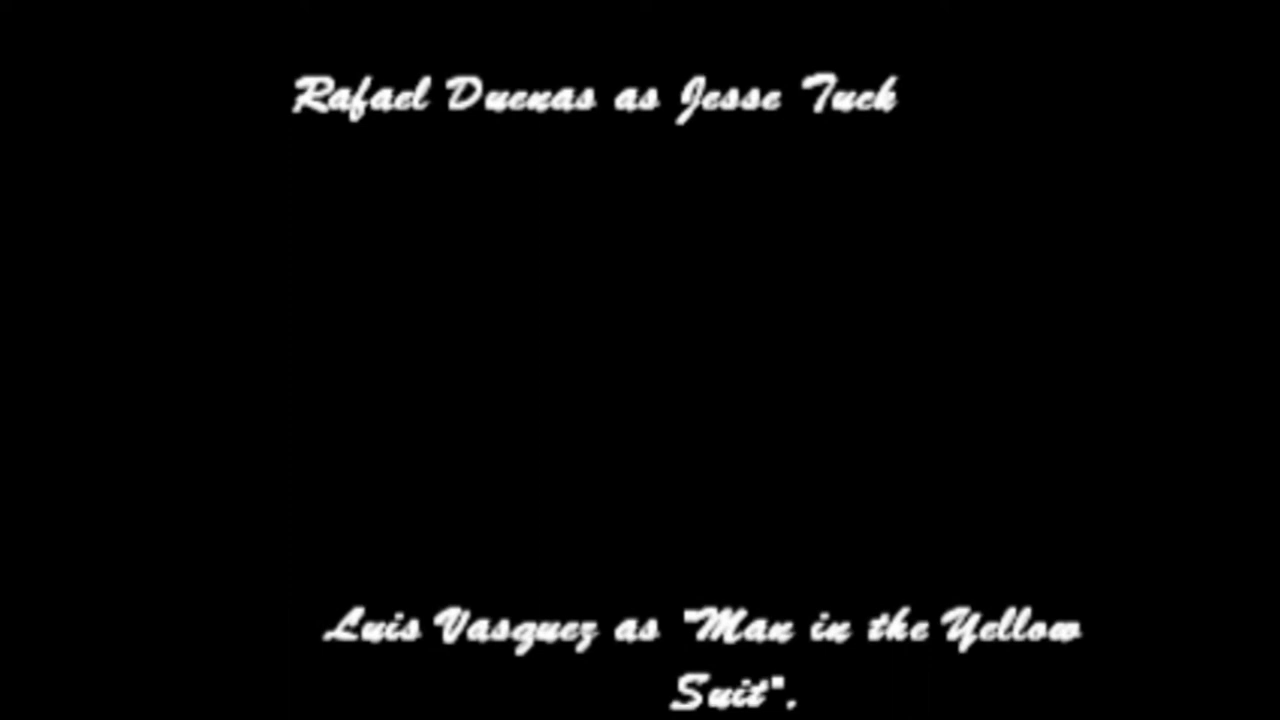 Rafael Duenas as Jesse Tuck
Luis Vasquez as "Man in the Yellow
Suit".